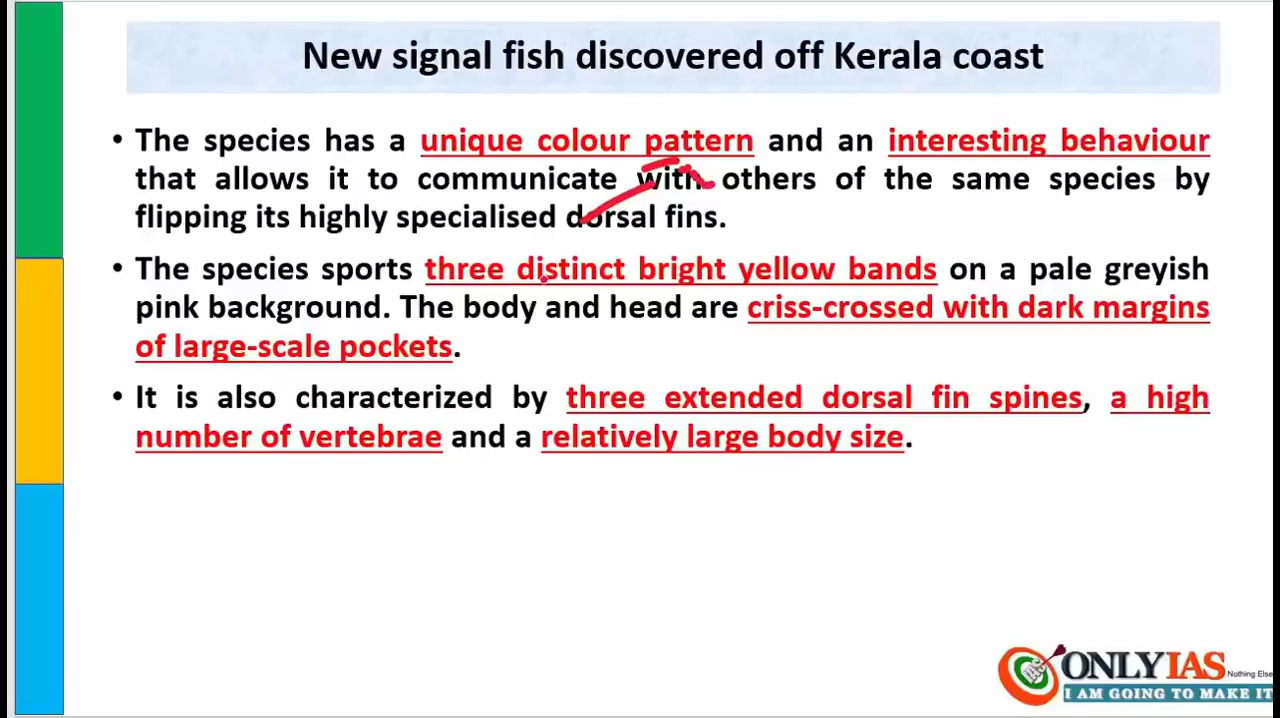 New signal fish discovered off Kerala coast
• The species has a unique colour pattern and an interesting behaviour
that allows it to communicate with others of the same species by
flipping its highly specialised dorsal fins.
• The species sports three distinct bright yellow bands on a pale greyish
pink background. The body and head are criss-crossed with dark margins
of large-scale pockets.
• It is also characterized by three extended dorsal fin spines, a high
number of vertebrae and a relatively large body size.
ONLYIAS
Nothing Else
I AM GOING TO MAKE IT